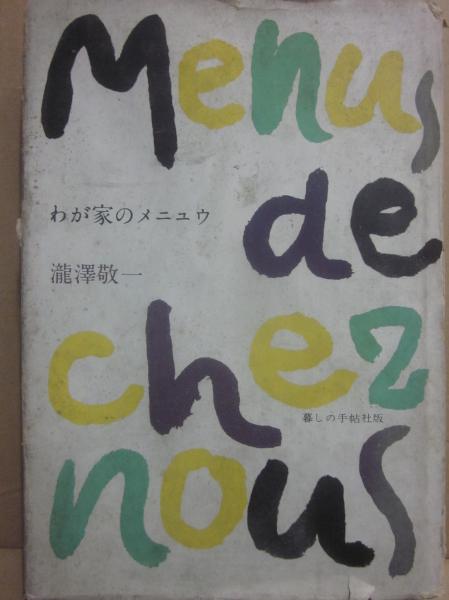 Menus
わが家のメニュウ
de
瀧澤敬一
chez
暮しの手帖社版
nous